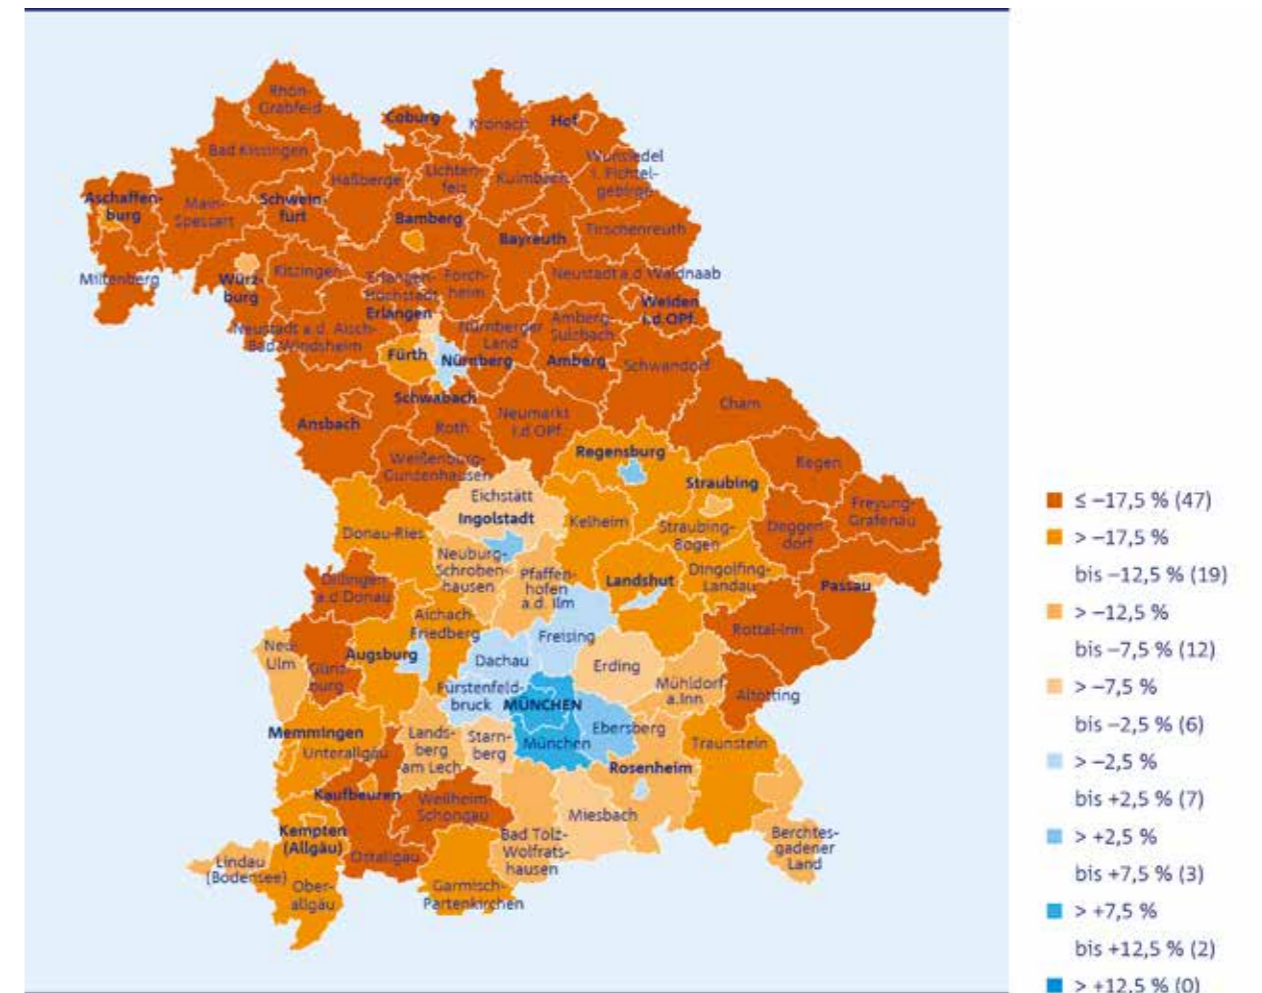 Rhön-
Grabfeld
Coburg
Kronach
Hof
Bad Kissingen
Haßberge
Lichten-
fels
Kulmbach
Wunsiedel
i. Fichtel-
gebirge
Aschaffen-
burg
Main-
Spessart
Schwein-
furt
Bamberg
Bayreuth
Tirschenreuth
Miltenberg
Würz-
burg
Kitzingen
Erlangen-
Höchstadt
Forch-
heim
Neustadt a.d. Waldnaab
Erlangen
Weiden
i.d.OPf.
Neustadt a.d. Aisch-
Bad Windsheim
Nürnberger
Land
Amberg-
Sulzbach
Fürth
Nürnberg
Amberg
Schwandorf
Schwabach
Ansbach
Roth
Neumarkt
i.d.OPf.
Cham
Weißenburg-
Gunzenhausen
Regensburg
Regen
Straubing
Eichstätt
Ingolstadt
Kelheim
Donau-Ries
Straubing-
Bogen
Deggen-
dorf
Freyung-
Grafenau
Neuburg-
Schroben-
hausen
Pfaffen-
hofen
a.d. Ilm
Landshut
Dingolfing-
Landau
Passau
Dillingen
a.d.Donau
Aichach-
Friedberg
Freising
Rottal-Inn
Neu-
Ulm
Günz-
burg
Augsburg
Dachau
Erding
Mühldorf
a.Inn
Altötting
Fürstenfeld-
bruck
MÜNCHEN
Ebersberg
Memmingen
Unterallgäu
Lands-
berg
am Lech
Starn-
berg
München
Traunstein
Rosenheim
Kaufbeuren
Weilheim-
Schongau
Miesbach
Kempten
(Allgäu)
Ostallgäu
Bad Tölz-
Wolfrats-
hausen
Berchtes-
gadener
Land
Lindau
(Bodensee)
Ober-
allgäu
Garmisch-
Partenkirchen
≤ −17,5 % (47)
> −17,5 %
bis −12,5 % (19)
> −12,5 %
bis −7,5 % (12)
> −7,5 %
bis −2,5 % (6)
> −2,5 %
bis +2,5 % (7)
> +2,5 %
bis +7,5 % (3)
> +7,5 %
bis +12,5 % (2)
> +12,5 % (0)